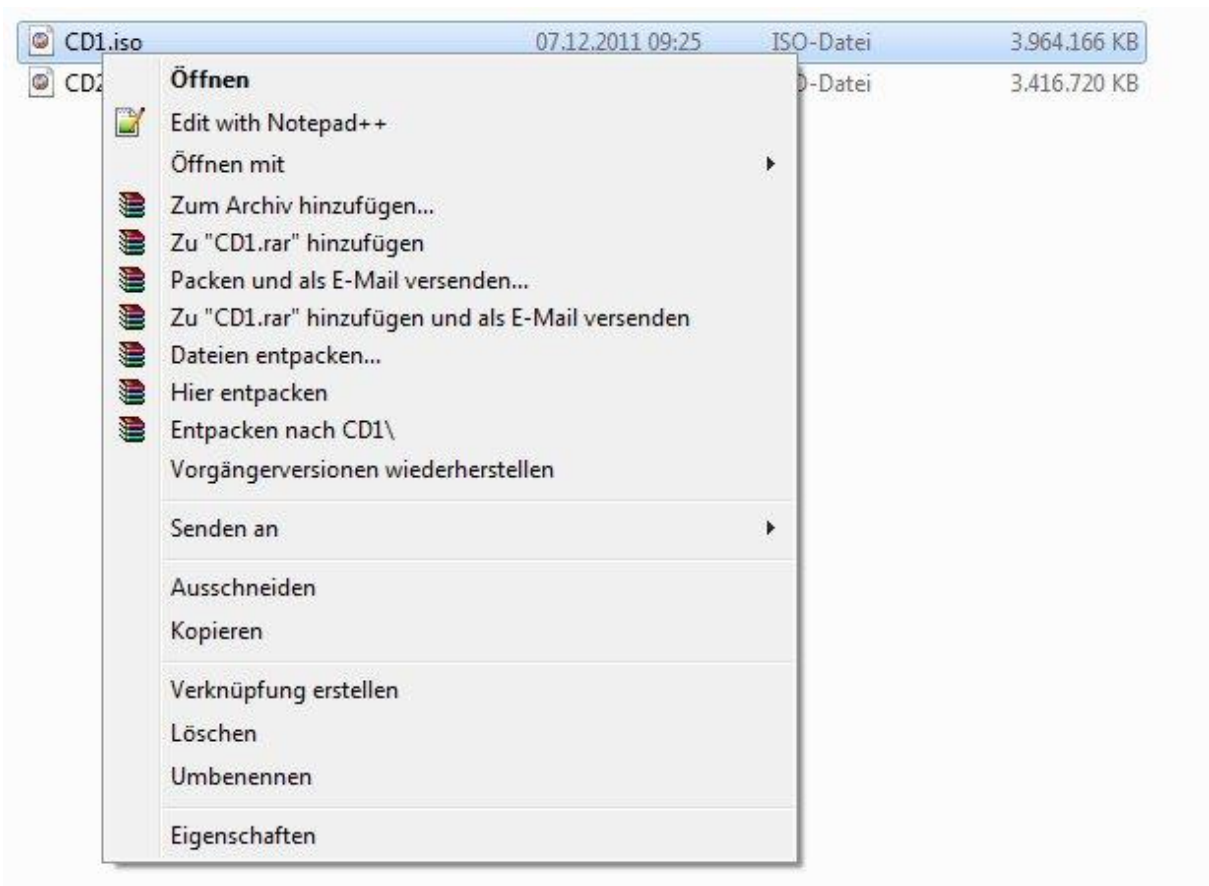 CD1.iso 07.12.2011 09:25 ISO-Datei 3.964.166 KB
CD2 -Datei 3.416.720 KB
Öffnen
Edit with Notepad++
Öffnen mit
Zum Archiv hinzufügen...
Zu "CD1.rar" hinzufügen
Packen und als E-Mail versenden...
Zu "CD1.rar" hinzufügen und als E-Mail versenden
Dateien entpacken...
Hier entpacken
Entpacken nach CD1\
Vorgängerversionen wiederherstellen
Senden an
Ausschneiden
Kopieren
Verknüpfung erstellen
Löschen
Umbenennen
Eigenschaften